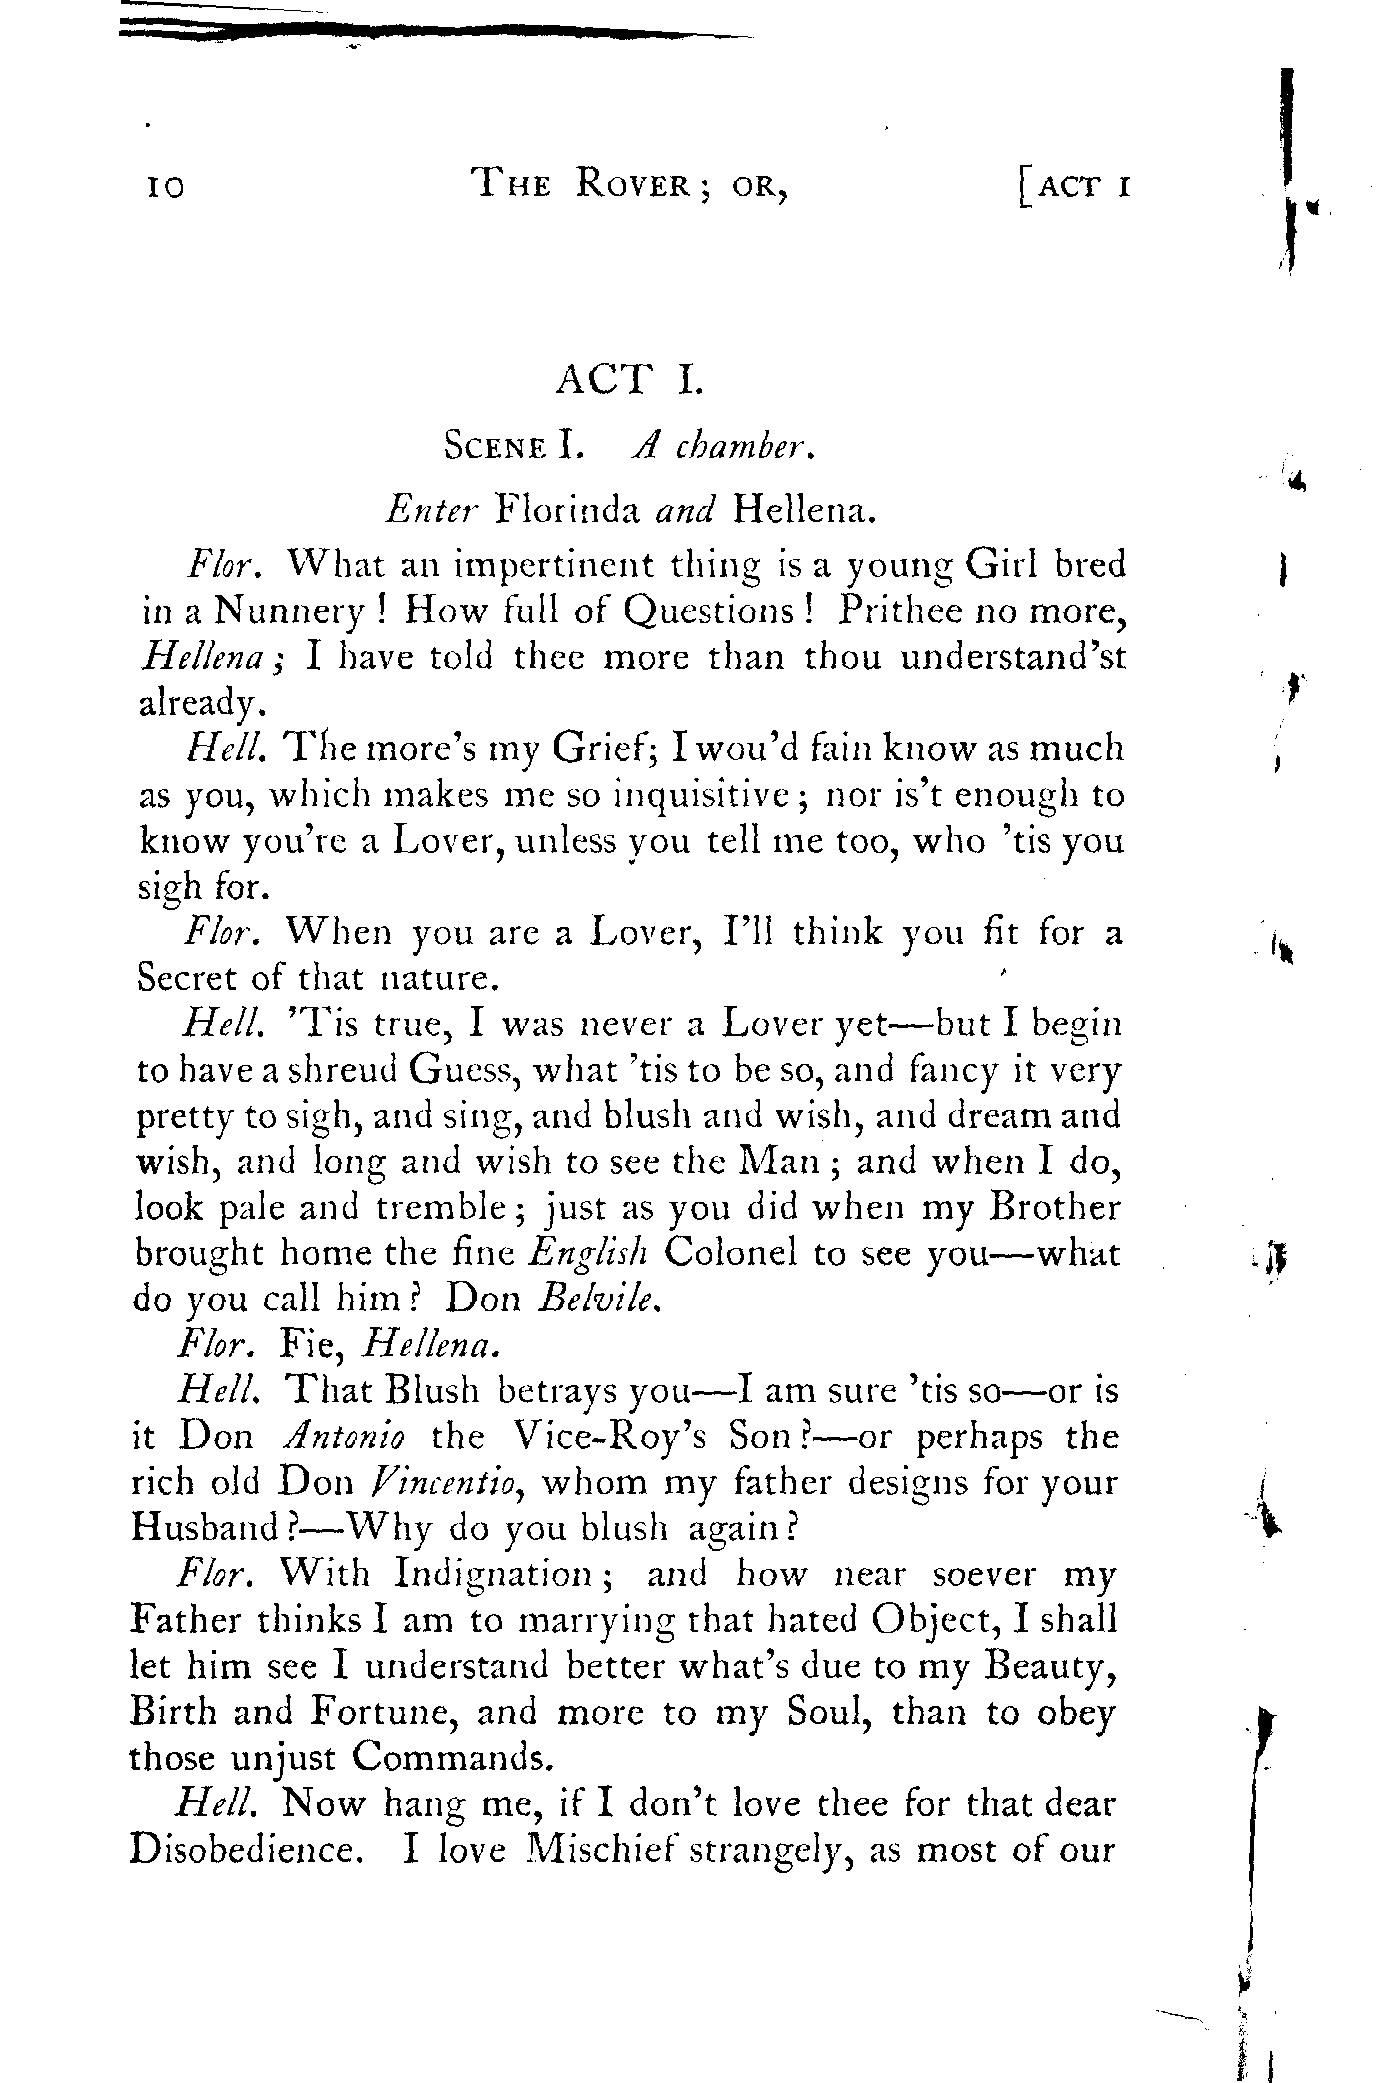 10 THE ROVER; OR, [ACT I
ACT I.
SCENE I. A chamber.
Enter Florinda and Hellena.
Flor. What an impertinent thing is a young Girl bred
in a Nunnery! How full of Questions! Prithee no more,
Hellena; I have told thee more than thou understand'st
already.
Hell. The more's my Grief; I wou'd fain know as much
as you, which makes me so inquisitive; nor is't enough to
know you're a Lover, unless you tell me too, who 'tis you
sigh for.
Flor. When you are a Lover, I'll think you fit for a
Secret of that nature.
Hell. 'Tis true, I was never a Lover yet—but I begin
to have a shreud Guess, what 'tis to be so, and fancy it very
pretty to sigh, and sing, and blush and wish, and dream and
wish, and long and wish to see the Man; and when I do,
look pale and tremble; just as you did when my Brother
brought home the fine English Colonel to see you—what
do you call him? Don Belvile.
Flor. Fie, Hellena.
Hell. That Blush betrays you—I am sure 'tis so—or is
it Don Antonio the Vice-Roy's Son?—or perhaps the
rich old Don Vincentio, whom my father designs for your
Husband?—Why do you blush again?
Flor. With Indignation; and how near soever my
Father thinks I am to marrying that hated Object, I shall
let him see I understand better what's due to my Beauty,
Birth and Fortune, and more to my Soul, than to obey
those unjust Commands.
Hell. Now hang me, if I don't love thee for that dear
Disobedience. I love Mischief strangely, as most of our